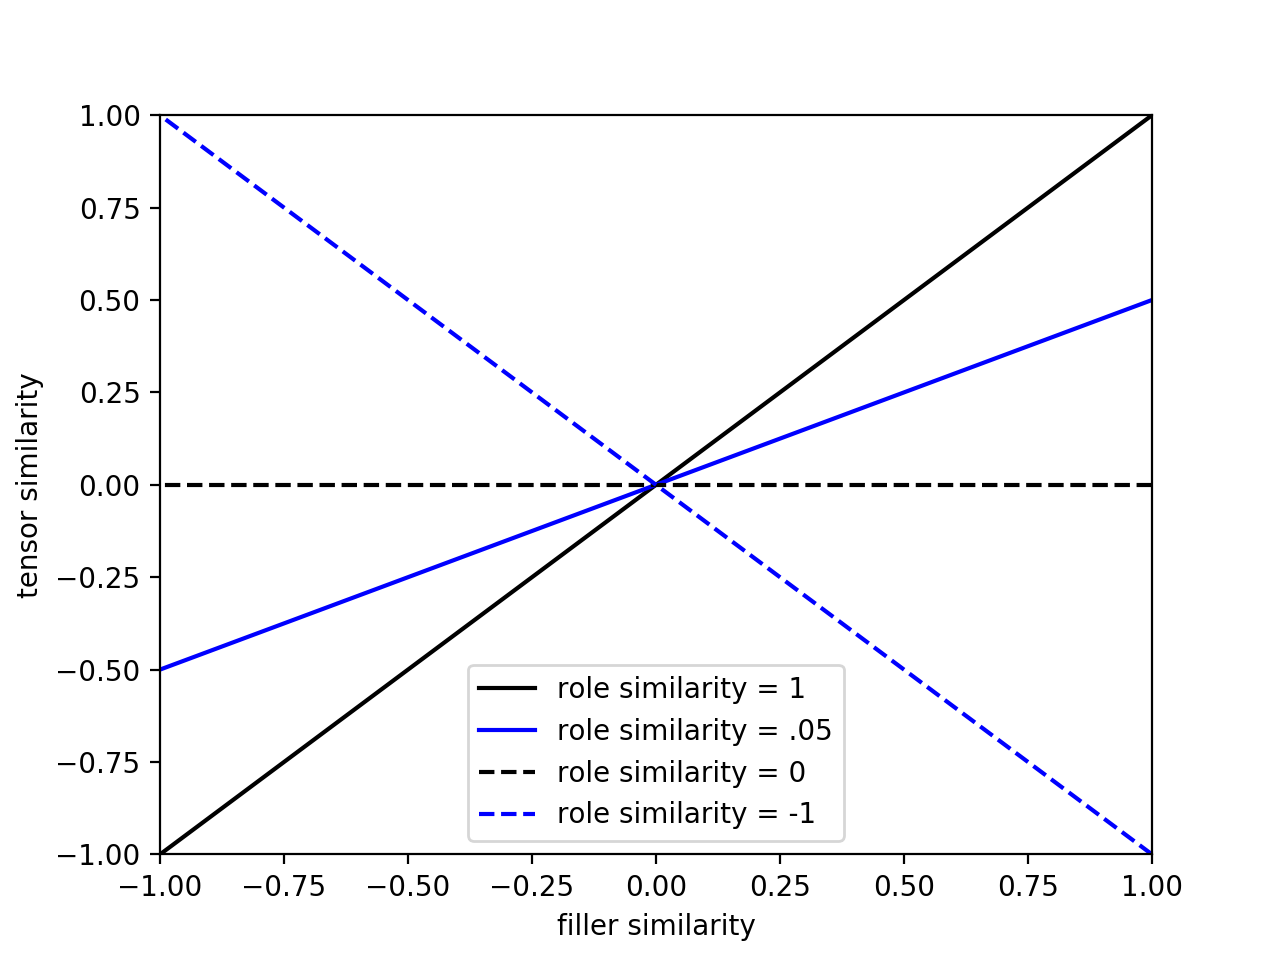 1.00
0.75
0.50
0.25
0.00
−0.25
−0.50
−0.75
−1.00
tensor similarity
role similarity = 1
role similarity = .05
role similarity = 0
role similarity = -1
−1.00 −0.75 −0.50 −0.25 0.00 0.25 0.50 0.75 1.00
filler similarity